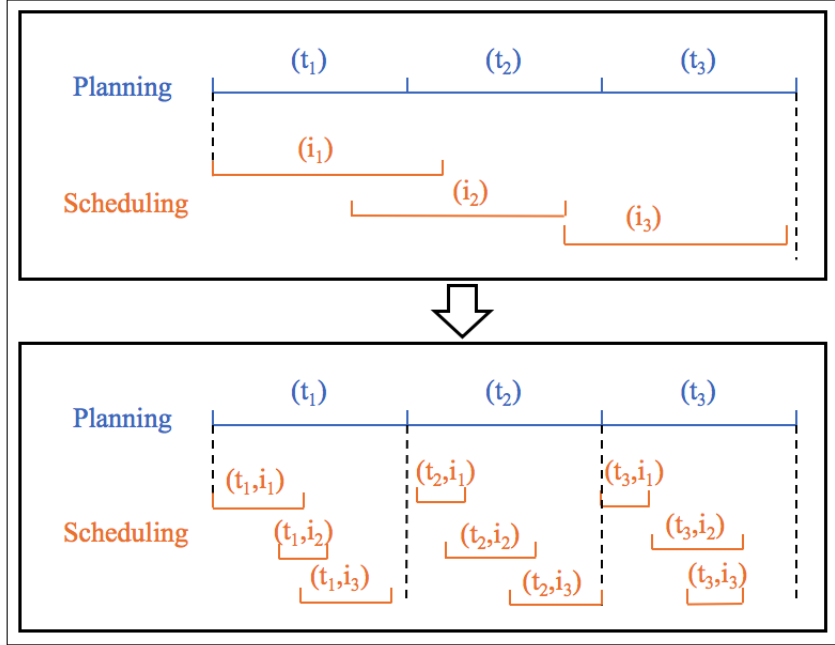 (t₁) (t₂) (t₃)
Planning
(i₁)
Scheduling (i₂)
(i₃)
(t₁) (t₂) (t₃)
Planning
(t₁,i₁) (t₂,i₁) (t₃,i₁)
Scheduling (t₁,i₂) (t₂,i₂) (t₃,i₂)
(t₁,i₃) (t₂,i₃) (t₃,i₃)